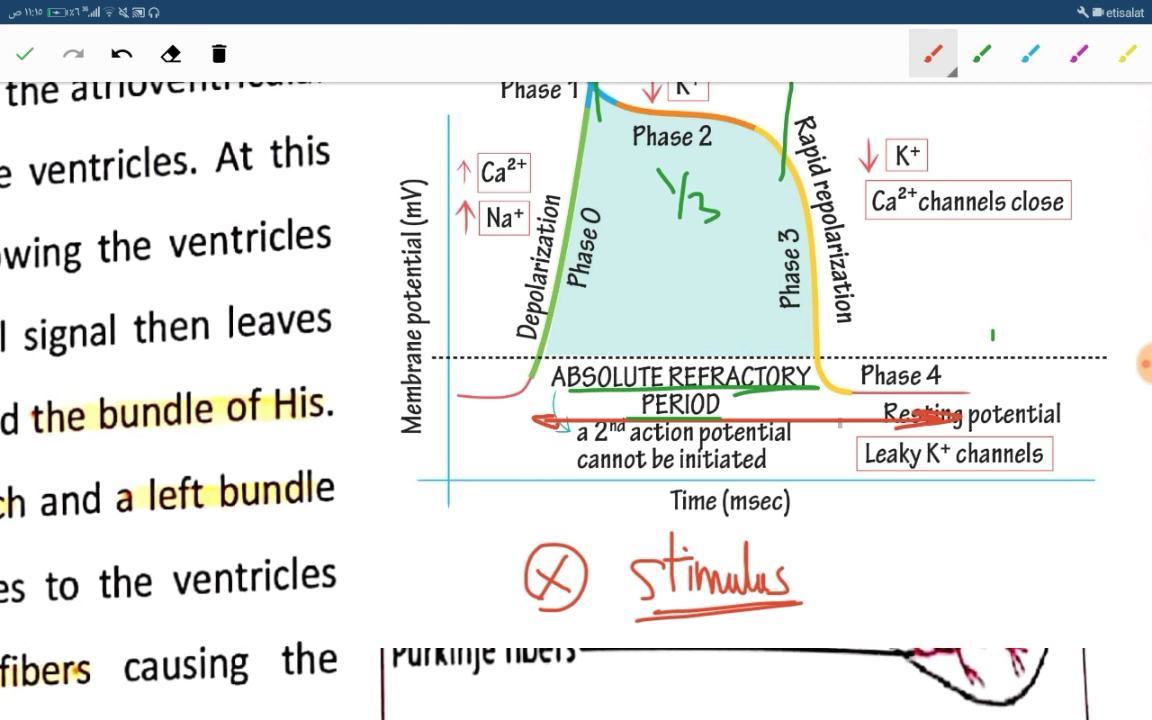 ١١:١٥ ص
etisalat
the atrioventricular
e ventricles. At this
owing the ventricles
l signal then leaves
d the bundle of His.
ch and a left bundle
es to the ventricles
fibers causing the
Phase 1
K+
Phase 2
1/3
↑ Ca²⁺
↑ Na⁺
Membrane potential (mV)
Depolarization
Phase 0
Phase 3
Rapid repolarization
↓ K⁺
Ca²⁺ channels close
ABSOLUTE REFRACTORY
PERIOD
a 2nd action potential
cannot be initiated
Phase 4
Resting potential
Leaky K⁺ channels
Time (msec)
X stimulus
Purkinje fibers